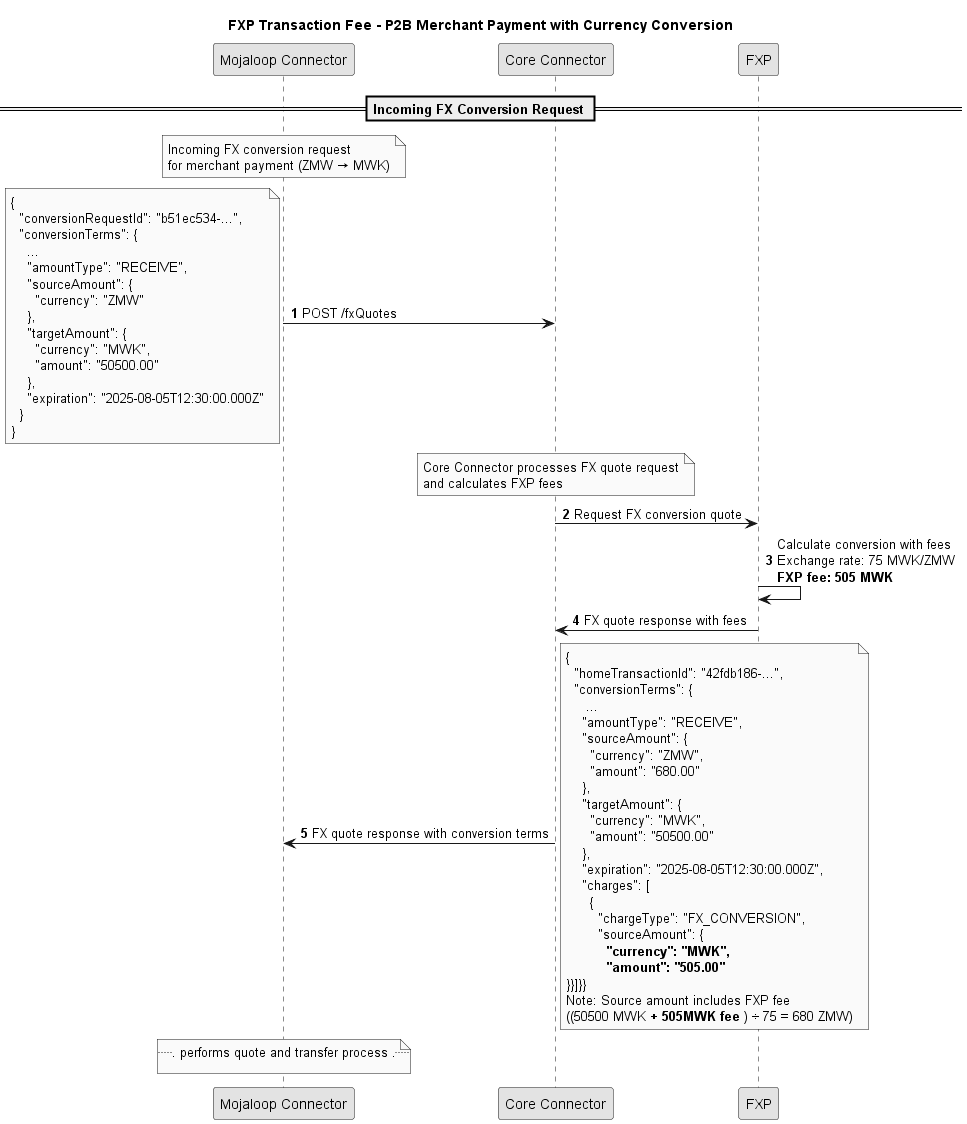 FXP Transaction Fee - P2B Merchant Payment with Currency Conversion
Mojaloop Connector
Core Connector
FXP
Incoming FX Conversion Request
Incoming FX conversion request
for merchant payment (ZMW → MWK)
{
"conversionRequestId": "b51ec534-...",
"conversionTerms": {
...
"amountType": "RECEIVE",
"sourceAmount": {
"currency": "ZMW"
},
"targetAmount": {
"currency": "MWK",
"amount": "50500.00"
},
"expiration": "2025-08-05T12:30:00.000Z"
}
}
1 POST /fxQuotes
Core Connector processes FX quote request
and calculates FXP fees
2 Request FX conversion quote
Calculate conversion with fees
3 Exchange rate: 75 MWK/ZMW
FXP fee: 505 MWK
4 FX quote response with fees
{
"homeTransactionId": "42fdb186-...",
"conversionTerms": {
...
"amountType": "RECEIVE",
"sourceAmount": {
"currency": "ZMW",
"amount": "680.00"
},
"targetAmount": {
"currency": "MWK",
"amount": "50500.00"
},
"expiration": "2025-08-05T12:30:00.000Z",
"charges": [
{
"chargeType": "FX_CONVERSION",
"sourceAmount": {
"currency": "MWK",
"amount": "505.00"
}}]}}
Note: Source amount includes FXP fee
((50500 MWK + 505MWK fee ) ÷ 75 = 680 ZMW)
5 FX quote response with conversion terms
. performs quote and transfer process .
Mojaloop Connector
Core Connector
FXP